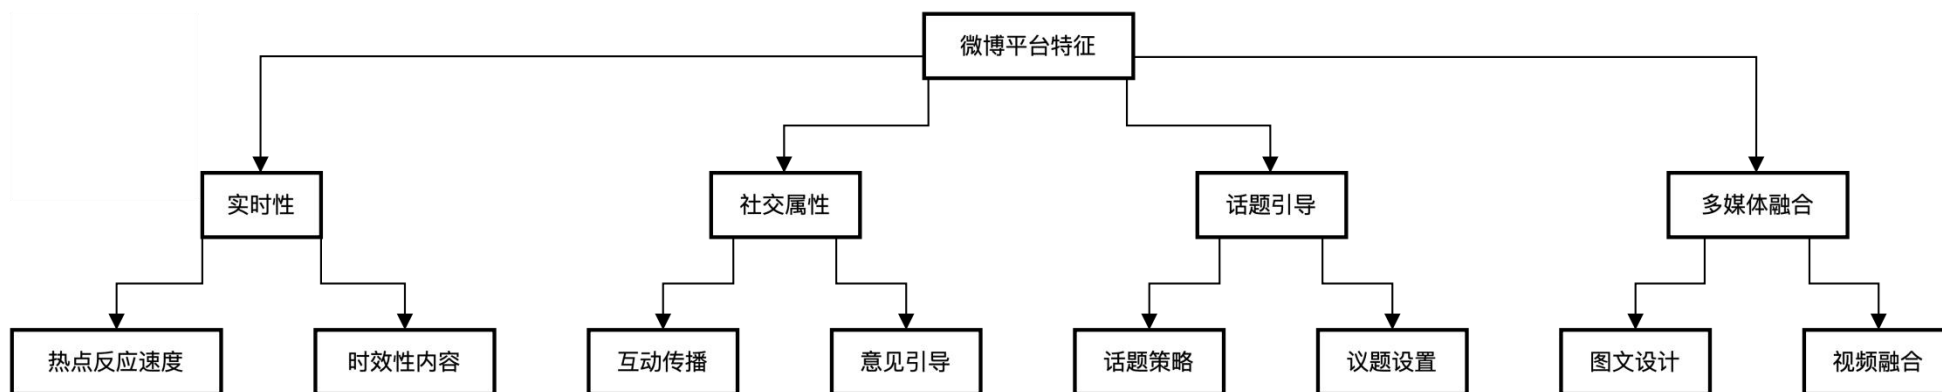 微博平台特征
实时性
社交属性
话题引导
多媒体融合
热点反应速度
时效性内容
互动传播
意见引导
话题策略
议题设置
图文设计
视频融合